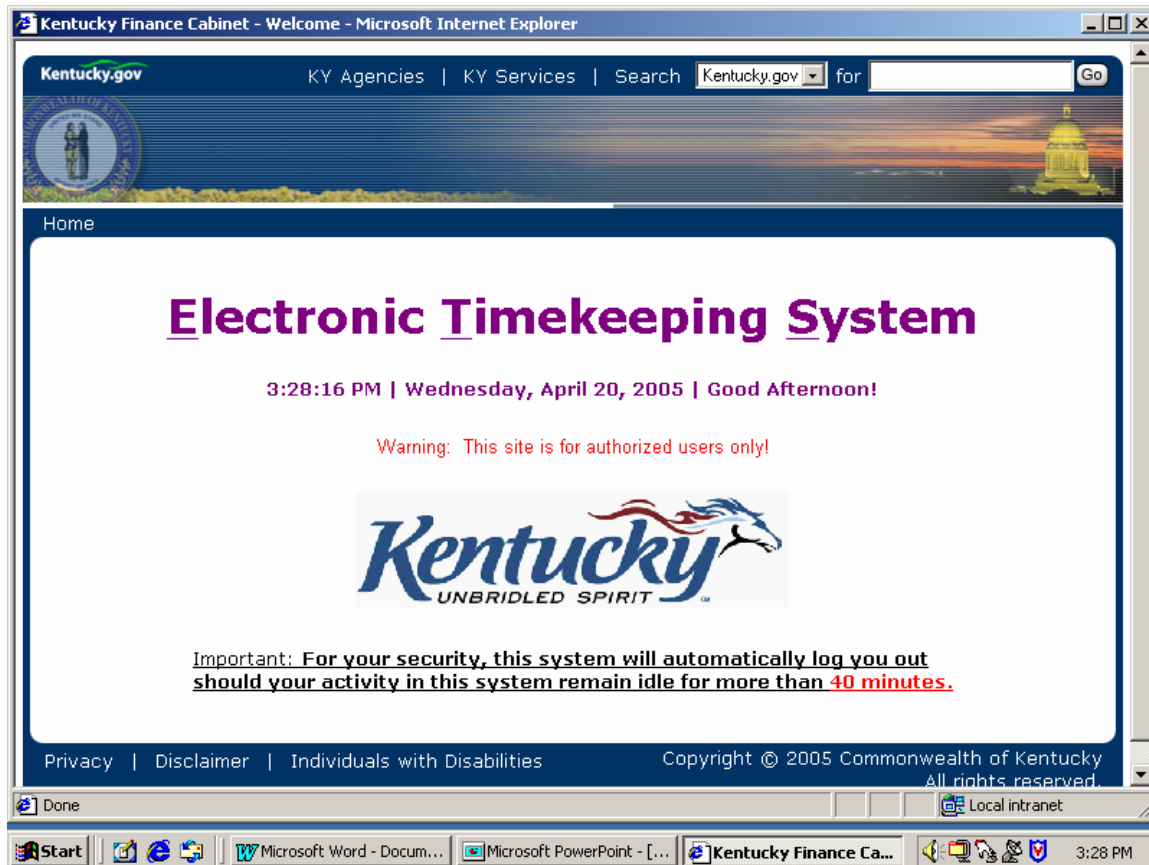 Kentucky Finance Cabinet - Welcome - Microsoft Internet Explorer
Kentucky.gov
KY Agencies | KY Services | Search Kentucky.gov for Go
Home
Electronic Timekeeping System
3:28:16 PM | Wednesday, April 20, 2005 | Good Afternoon!
Warning: This site is for authorized users only!
Kentucky
UNBRIDLED SPIRIT
Important: For your security, this system will automatically log you out
should your activity in this system remain idle for more than 40 minutes.
Privacy | Disclaimer | Individuals with Disabilities
Copyright © 2005 Commonwealth of Kentucky
All rights reserved.
Done
Local intranet
Start
Microsoft Word - Docum...
Microsoft PowerPoint - [...
Kentucky Finance Ca...
3:28 PM